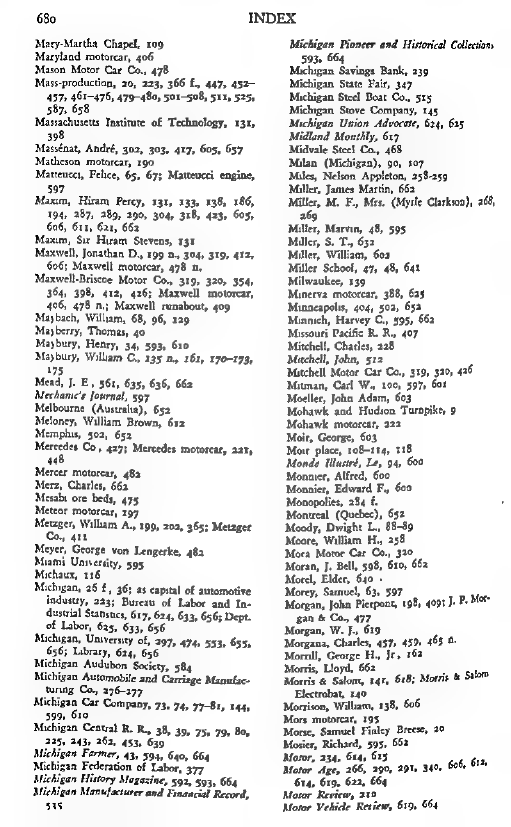 680
INDEX
Mary-Martha Chapel, 109
Maryland motorcar, 406
Mason Motor Car Co., 478
Mass-production, 20, 223, 366 f., 447, 452–
457, 461–476, 479–480, 501–508, 511, 525,
587, 658
Massachusetts Institute of Technology, 131,
398
Massénat, André, 302, 303, 417, 605, 657
Matheson motorcar, 190
Matteucci, Felice, 65, 67; Matteucci engine,
597
Maxim, Hiram Percy, 131, 133, 138, 186,
194, 287, 289, 290, 304, 318, 423, 605,
606, 611, 621, 662
Maxim, Sir Hiram Stevens, 131
Maxwell, Jonathan D., 199 n., 304, 319, 412,
606; Maxwell motorcar, 478 n.
Maxwell-Briscoe Motor Co., 319, 320, 354,
364, 398, 412, 426; Maxwell motorcar,
406, 478 n.; Maxwell runabout, 409
Maybach, William, 68, 96, 129
Mayberry, Thomas, 40
Maybury, Henry, 34, 593, 610
Maybury, William C., 135 n., 161, 170–173,
175
Mead, J. E., 561, 635, 636, 662
Mechanic's Journal, 597
Melbourne (Australia), 652
Meloney, William Brown, 612
Memphis, 502, 652
Mercedes Co., 427; Mercedes motorcar, 221,
448
Mercer motorcar, 482
Merz, Charles, 662
Mesabi ore beds, 475
Meteor motorcar, 197
Metzger, William A., 199, 202, 365; Metzger
Co., 411
Meyer, George von Lengerke, 482
Miami University, 595
Michaux, 116
Michigan, 26 f., 36; as capital of automotive
industry, 223; Bureau of Labor and In-
dustrial Statistics, 617, 624, 633, 656; Dept.
of Labor, 625, 633, 656
Michigan, University of, 297, 474, 553, 655,
656; Library, 624, 656
Michigan Audubon Society, 584
Michigan Automobile and Carriage Manufac-
turing Co., 276–277
Michigan Car Company, 73, 74, 77–81, 144,
599, 610
Michigan Central R. R., 38, 39, 75, 79, 80,
225, 243, 262, 453, 639
Michigan Farmer, 43, 594, 640, 664
Michigan Federation of Labor, 377
Michigan History Magazine, 592, 593, 664
Michigan Manufacturer and Financial Record,
535
Michigan Pioneer and Historical Collections
593, 664
Michigan Savings Bank, 239
Michigan State Fair, 347
Michigan Steel Boat Co., 515
Michigan Stove Company, 145
Michigan Union Advocate, 624, 625
Midland Monthly, 617
Midvale Steel Co., 468
Milan (Michigan), 90, 107
Miles, Nelson Appleton, 258–259
Miller, James Martin, 662
Miller, M. F., Mrs. (Myrle Clarkson), 268,
269
Miller, Marvin, 48, 595
Miller, S. T., 632
Miller, William, 602
Miller School, 47, 48, 641
Milwaukee, 139
Minerva motorcar, 388, 625
Minneapolis, 404, 502, 652
Minnich, Harvey C., 595, 662
Missouri Pacific R. R., 407
Mitchell, Charles, 228
Mitchell, John, 512
Mitchell Motor Car Co., 319, 320, 426
Mitman, Carl W., 100, 597, 601
Moeller, John Adam, 603
Mohawk and Hudson Turnpike, 9
Mohawk motorcar, 222
Moir, George, 603
Moir place, 108–114, 118
Monde Illustré, Le, 94, 600
Monnier, Alfred, 600
Monnier, Edward F., 600
Monopolies, 284 f.
Montreal (Quebec), 652
Moody, Dwight L., 88–89
Moore, William H., 258
Mora Motor Car Co., 320
Moran, J. Bell, 598, 610, 662
Morel, Elder, 640
Morey, Samuel, 63, 597
Morgan, John Pierpont, 198, 409; J. P. Mor-
gan & Co., 477
Morgan, W. J., 619
Morgana, Charles, 457, 459, 465 n.
Morrill, George H., Jr., 162
Morris, Lloyd, 662
Morris & Salom, 141, 618; Morris & Salom
Electrobat, 140
Morrison, William, 138, 606
Mors motorcar, 195
Morse, Samuel Finley Breese, 20
Mosier, Richard, 595, 662
Motor, 234, 614, 615
Motor Age, 266, 290, 291, 340, 606, 612,
614, 619, 622, 664
Motor Review, 210
Motor Vehicle Review, 619, 664